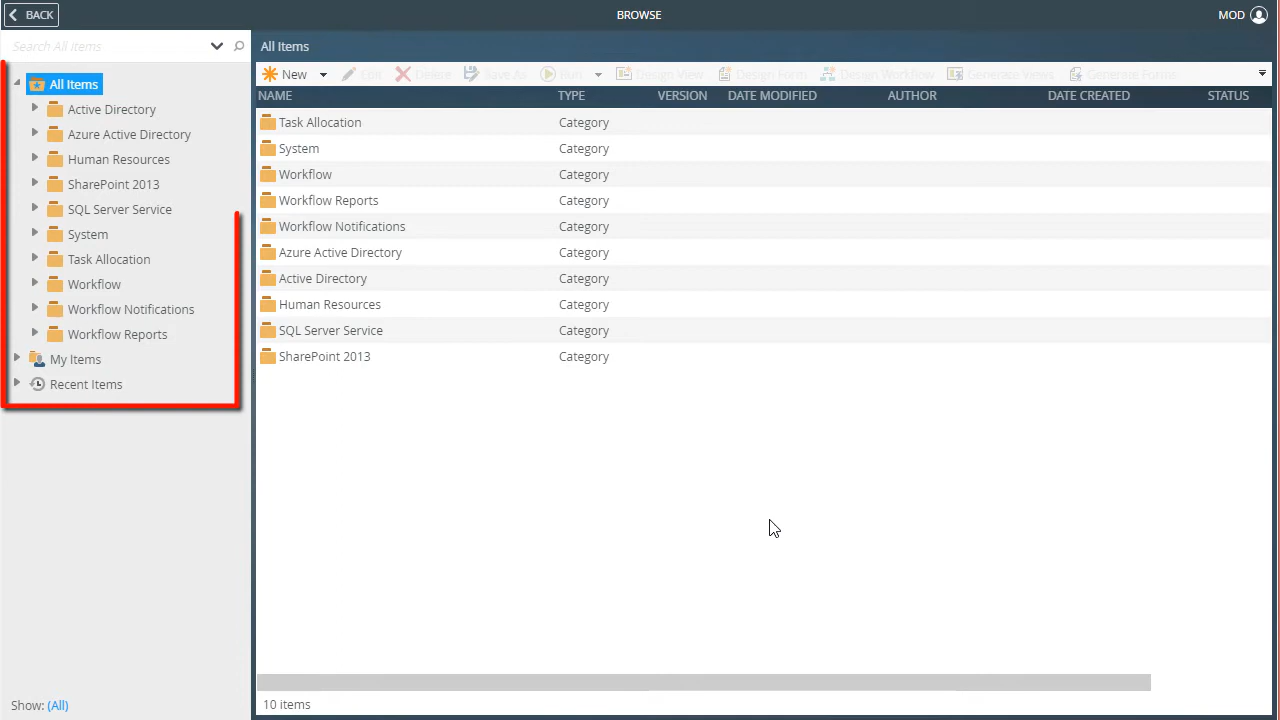 BACK
BROWSE
MOD
Search All Items
All Items
Active Directory
Azure Active Directory
Human Resources
SharePoint 2013
SQL Server Service
System
Task Allocation
Workflow
Workflow Notifications
Workflow Reports
My Items
Recent Items
Show: (All)
All Items
New Edit Delete Save As Run Design View Design Form Design Workflow Generate Views Generate Forms
NAME TYPE VERSION DATE MODIFIED AUTHOR DATE CREATED STATUS
Task Allocation Category
System Category
Workflow Category
Workflow Reports Category
Workflow Notifications Category
Azure Active Directory Category
Active Directory Category
Human Resources Category
SQL Server Service Category
SharePoint 2013 Category
10 items